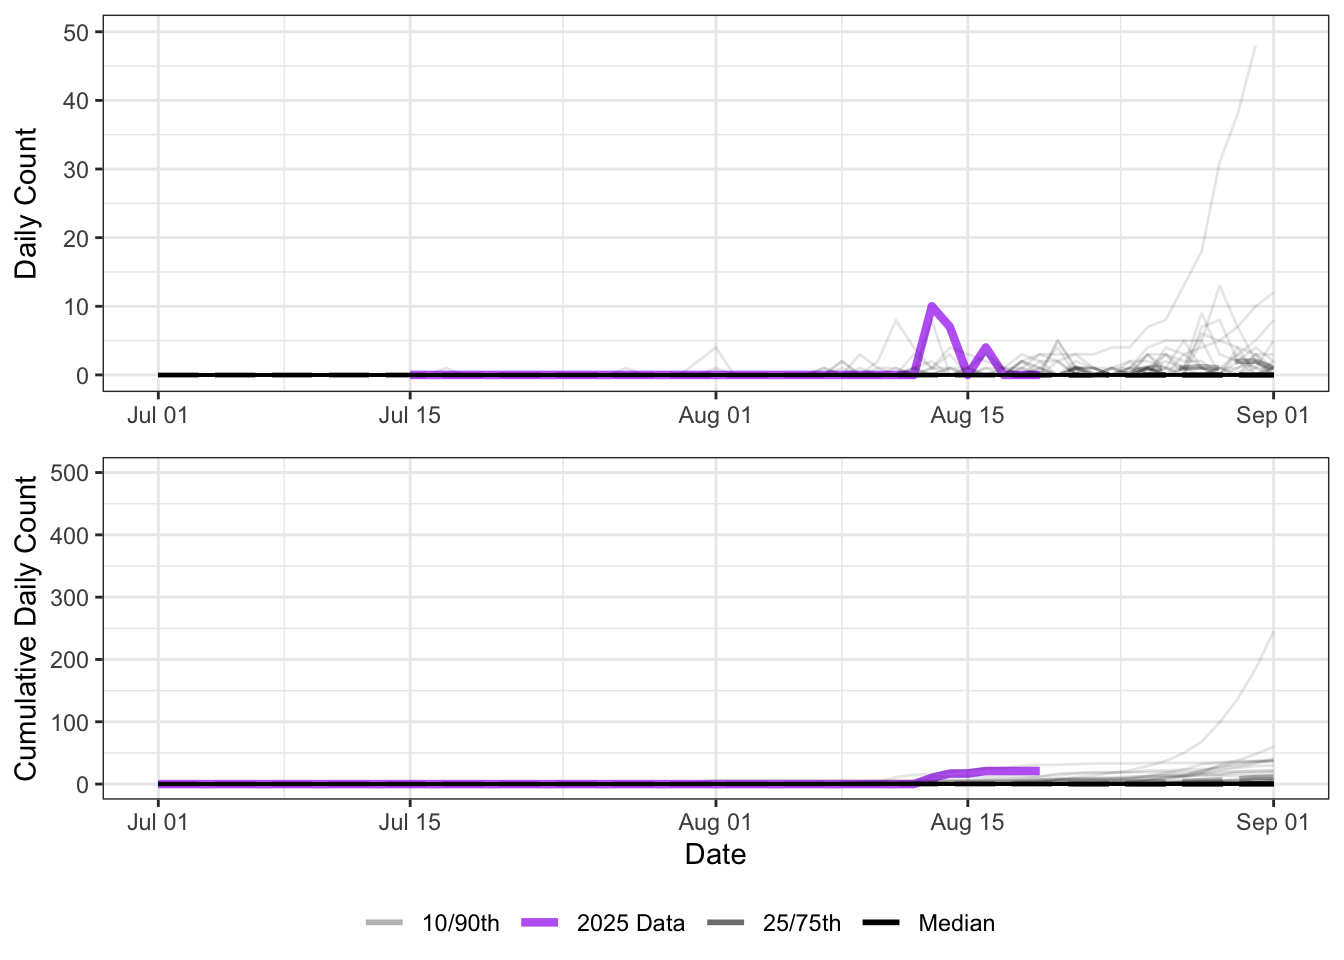 50
40
30
20
10
0
Daily Count
Jul 01 Jul 15 Aug 01 Aug 15 Sep 01
500
400
300
200
100
0
Cumulative Daily Count
Jul 01 Jul 15 Aug 01 Aug 15 Sep 01
Date
10/90th 2025 Data 25/75th Median